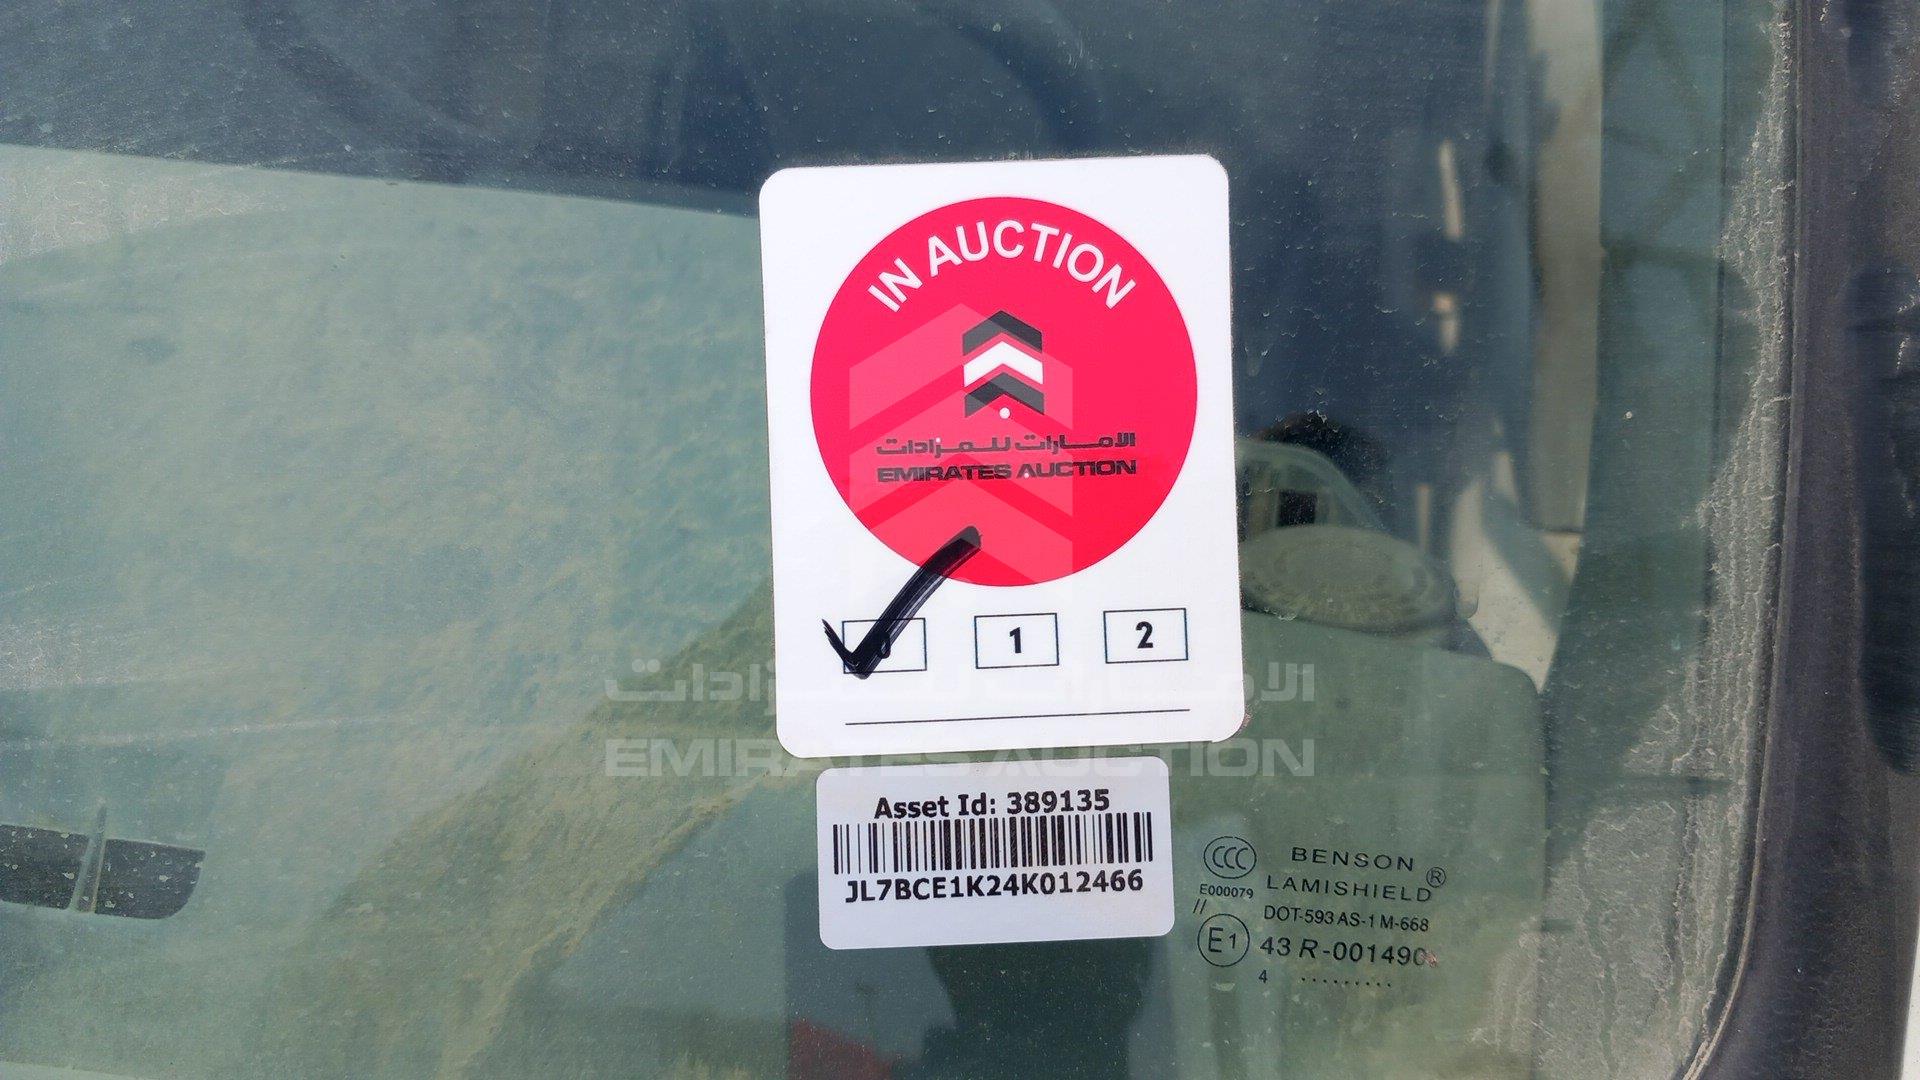 IN AUCTION
الامارات للمزادات
EMIRATES AUCTION
1 2
الامارات للمزادات
EMIRATES AUCTION
Asset Id: 389135
JL7BCE1K24K012466
CCC
E000079
//
BENSON ®
LAMISHIELD
DOT-593 AS-1 M-668
E1 43 R-001490
4 .........